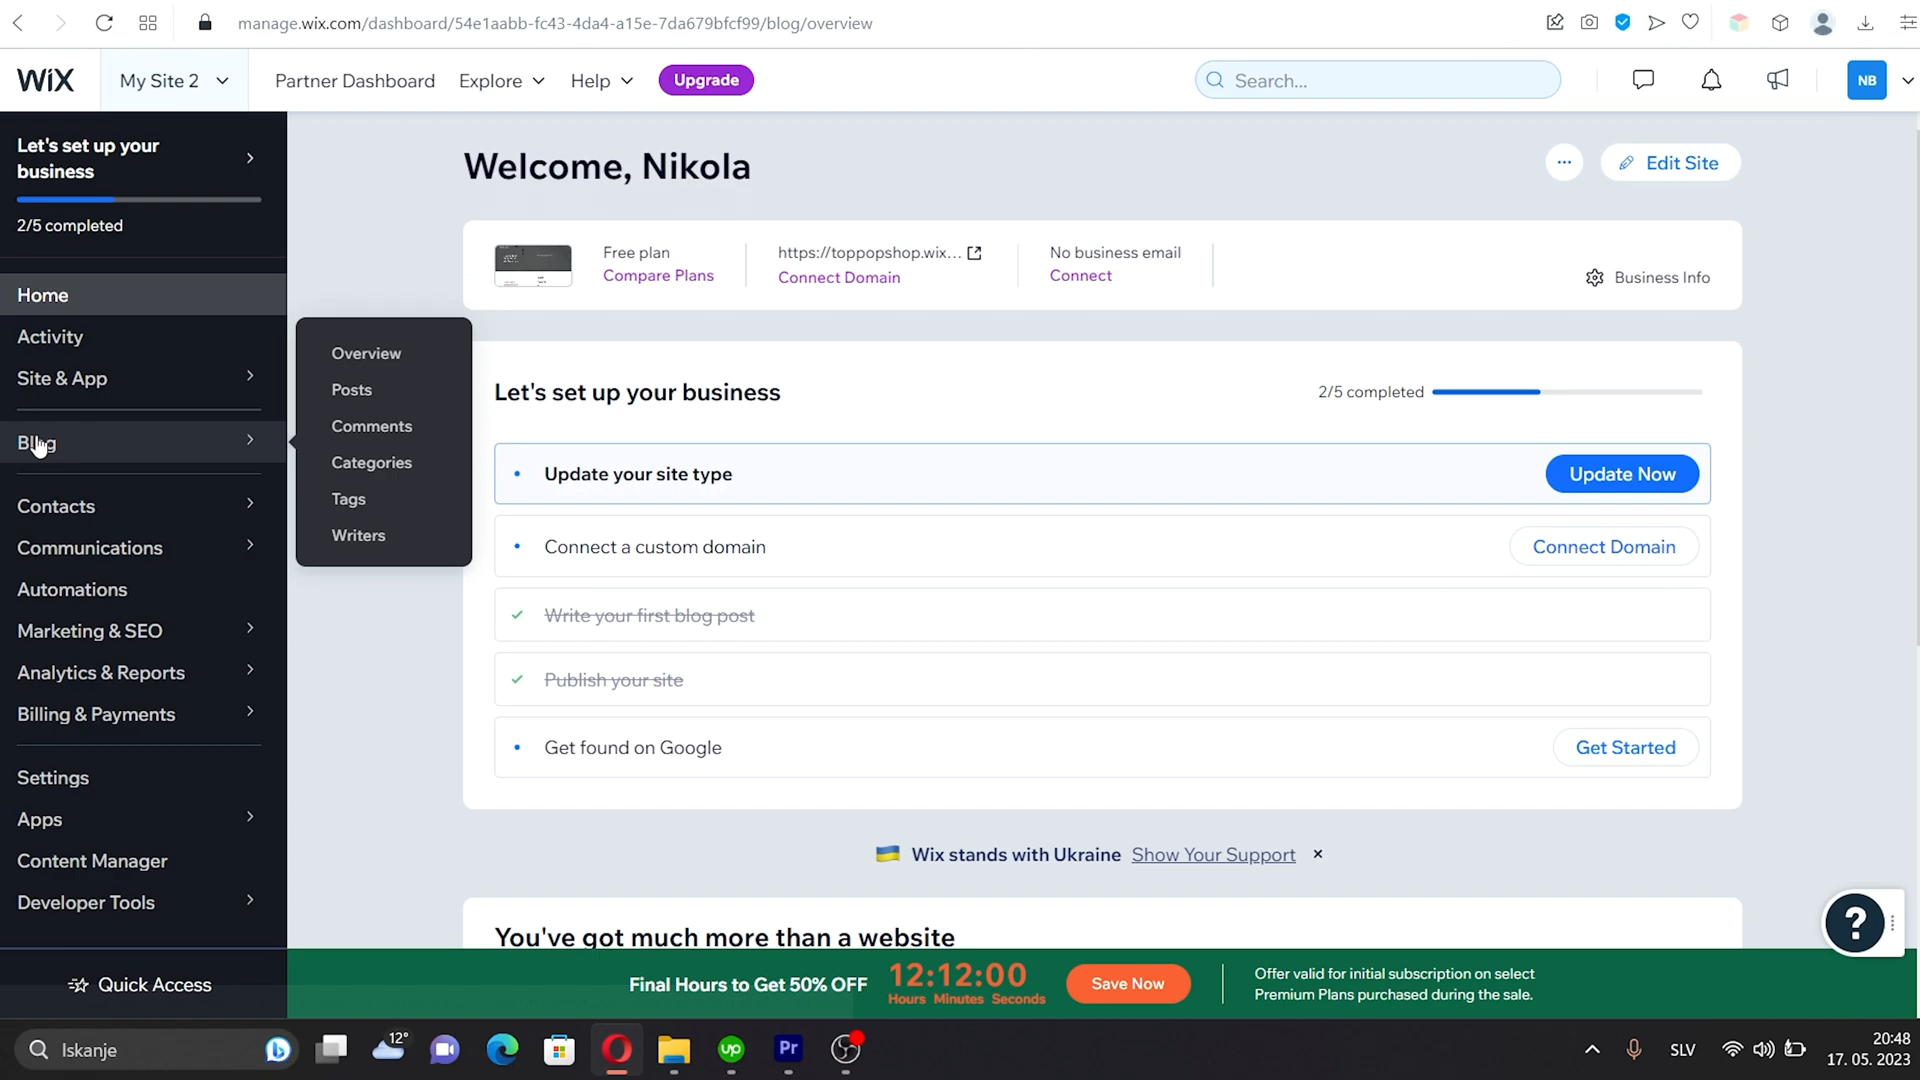 manage.wix.com/dashboard/54e1aabb-fc43-4da4-a15e-7da679bfcf99/blog/overview
WiX
My Site 2
Partner Dashboard
Explore
Help
Upgrade
Search...
NB
Let's set up your
business
2/5 completed
Home
Activity
Site & App
Blog
Contacts
Communications
Automations
Marketing & SEO
Analytics & Reports
Billing & Payments
Settings
Apps
Content Manager
Developer Tools
Quick Access
Overview
Posts
Comments
Categories
Tags
Writers
Welcome, Nikola
Edit Site
Free plan
Compare Plans
https://toppopshop.wix...
Connect Domain
No business email
Connect
Business Info
Let's set up your business
2/5 completed
Update your site type
Update Now
Connect a custom domain
Connect Domain
Write your first blog post
Publish your site
Get found on Google
Get Started
Wix stands with Ukraine Show Your Support
You've got much more than a website
Final Hours to Get 50% OFF
12:12:00
Hours Minutes Seconds
Save Now
Offer valid for initial subscription on select
Premium Plans purchased during the sale.
Iskanje
12°
up
Pr
SLV
20:48
17. 05. 2023